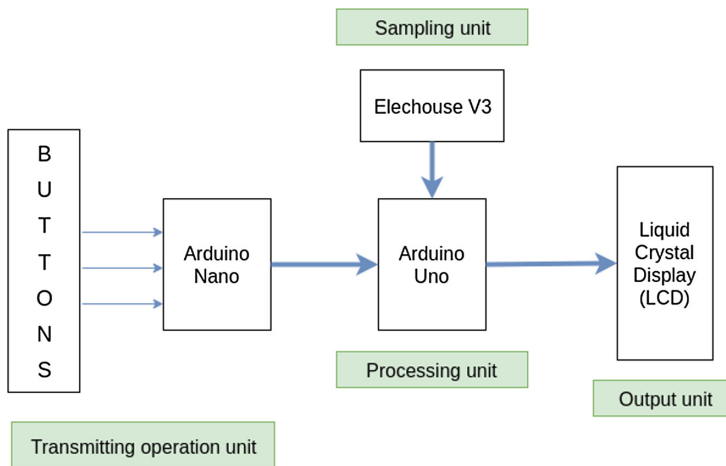 Sampling unit
Elechouse V3
B
U
T
T
O
N
S
Arduino
Nano
Arduino
Uno
Liquid
Crystal
Display
(LCD)
Processing unit
Output unit
Transmitting operation unit